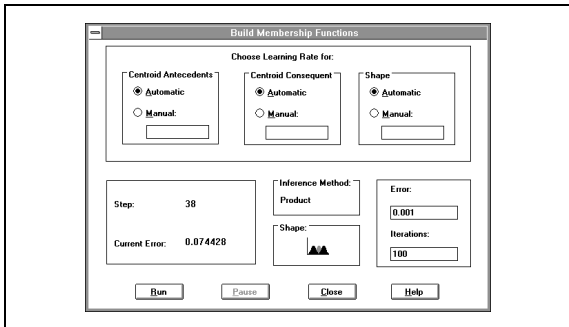 Build Membership Functions
Choose Learning Rate for:
Centroid Antecedents
Automatic
Manual:
Centroid Consequent
Automatic
Manual:
Shape
Automatic
Manual:
Step: 38
Current Error: 0.074428
Inference Method:
Product
Shape:
Error:
0.001
Iterations:
100
Run Pause Close Help